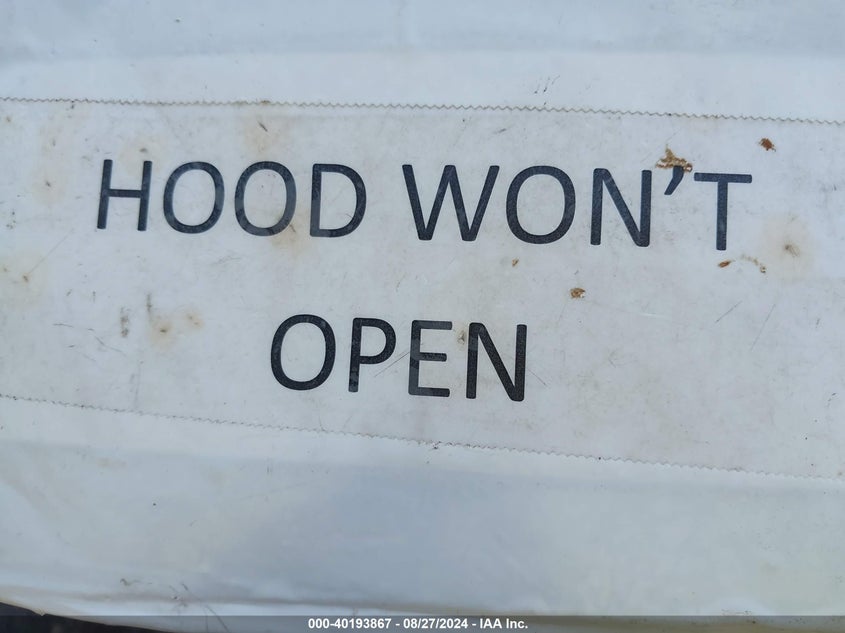 HOOD WON’T
OPEN
000-40193867 - 08/27/2024 - IAA Inc.